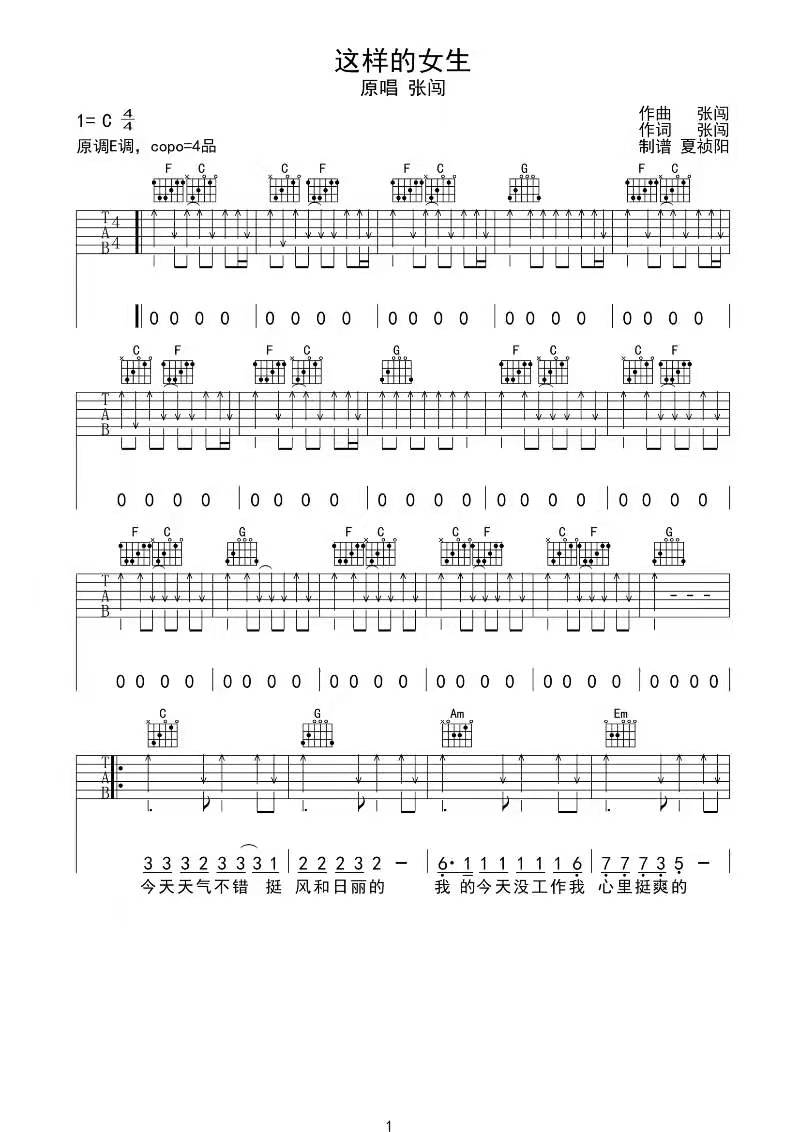 这样的女生
原唱 张闯
1= C 4/4
作曲 张闯
作词 张闯
原调E调，copo=4品
制谱 夏祯阳
F C C F F C G F C
T A B 4 4
0 0 0 0 0 0 0 0 0 0 0 0 0 0 0 0 0 0 0 0
C F F C G F C C F
T A B
0 0 0 0 0 0 0 0 0 0 0 0 0 0 0 0 0 0 0 0
F C G F C C F C F G
T A B
0 0 0 0 0 0 0 0 0 0 0 0 0 0 0 0 0 0 0 0 0 0 0 0
C G Am Em
T A B
3 3 3 2 3 3 3 1 2 2 2 3 2 － 6· 1 1 1 1 1 1 6 7 7 7 3 5 －
今天天气不错 挺 风和日丽的 我 的今天没工作我 心里挺爽的
1